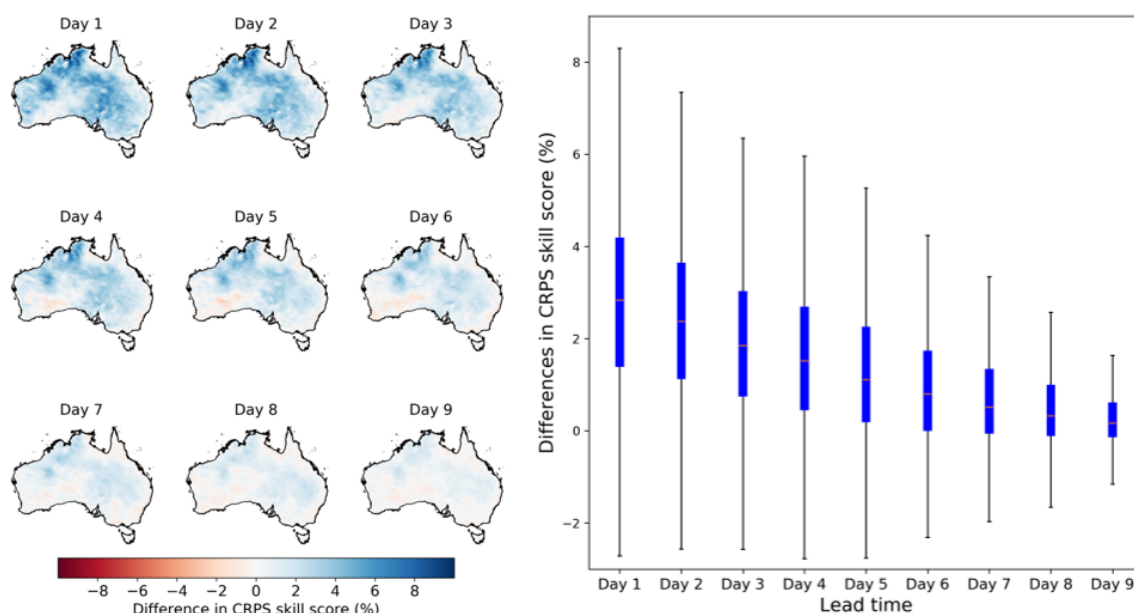 Day 1 Day 2 Day 3
Day 4 Day 5 Day 6
Day 7 Day 8 Day 9
−8 −6 −4 −2 0 2 4 6 8
Difference in CRPS skill score (%)
Differences in CRPS skill score (%)
8
6
4
2
0
−2
Day 1 Day 2 Day 3 Day 4 Day 5 Day 6 Day 7 Day 8 Day 9
Lead time